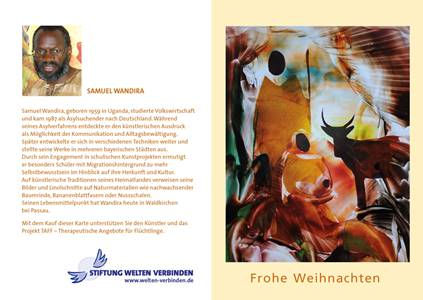 SAMUEL WANDIRA
Samuel Wandira, geboren 1959 in Uganda, studierte Volkswirtschaft
und kam 1987 als Asylsuchender nach Deutschland. Während
seines Asylverfahrens entdeckte er den künstlerischen Ausdruck
als Möglichkeit der Kommunikation und Alltagsbewältigung.
Später entwickelte er sich in verschiedenen Techniken weiter und
stellte seine Werke in mehreren bayerischen Städten aus.
Durch sein Engagement in schulischen Kunstprojekten ermutigt
er besonders Schüler mit Migrationshintergrund zu mehr
Selbstbewusstsein im Hinblick auf ihre Herkunft und Kultur.
Auf künstlerische Traditionen seines Heimatlandes verweisen seine
Bilder und Linolschnitte auf Naturmaterialien wie nachwachsender
Baumrinde, Bananenblattfasern oder Nussschalen.
Seinen Lebensmittelpunkt hat Wandira heute in Waldkirchen
bei Passau.
Mit dem Kauf dieser Karte unterstützen Sie den Künstler und das
Projekt TAFF – Therapeutische Angebote für Flüchtlinge.
STIFTUNG WELTEN VERBINDEN
www.welten-verbinden.de
Frohe Weihnachten